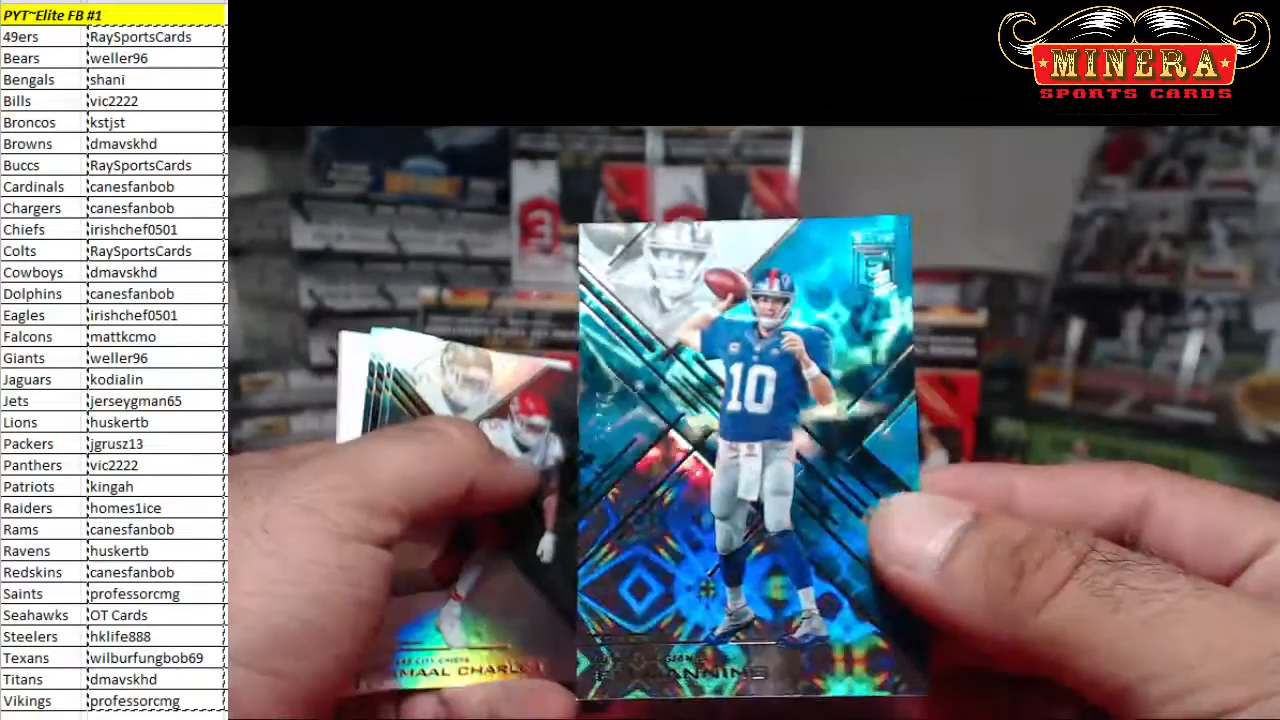 PYT~Elite FB #1
49ers RaySportsCards
Bears weller96
Bengals shani
Bills vic2222
Broncos kstjst
Browns dmavskhd
Buccs RaySportsCards
Cardinals canesfanbob
Chargers canesfanbob
Chiefs irishchef0501
Colts RaySportsCards
Cowboys dmavskhd
Dolphins canesfanbob
Eagles irishchef0501
Falcons mattkcmo
Giants weller96
Jaguars kodialin
Jets jerseygman65
Lions huskertb
Packers jgrusz13
Panthers vic2222
Patriots kingah
Raiders homes1ice
Rams canesfanbob
Ravens huskertb
Redskins canesfanbob
Saints professorcmg
Seahawks OT Cards
Steelers hklife888
Texans wilburfungbob69
Titans dmavskhd
Vikings professorcmg
MINERA
SPORTS CARDS
10
MANNING